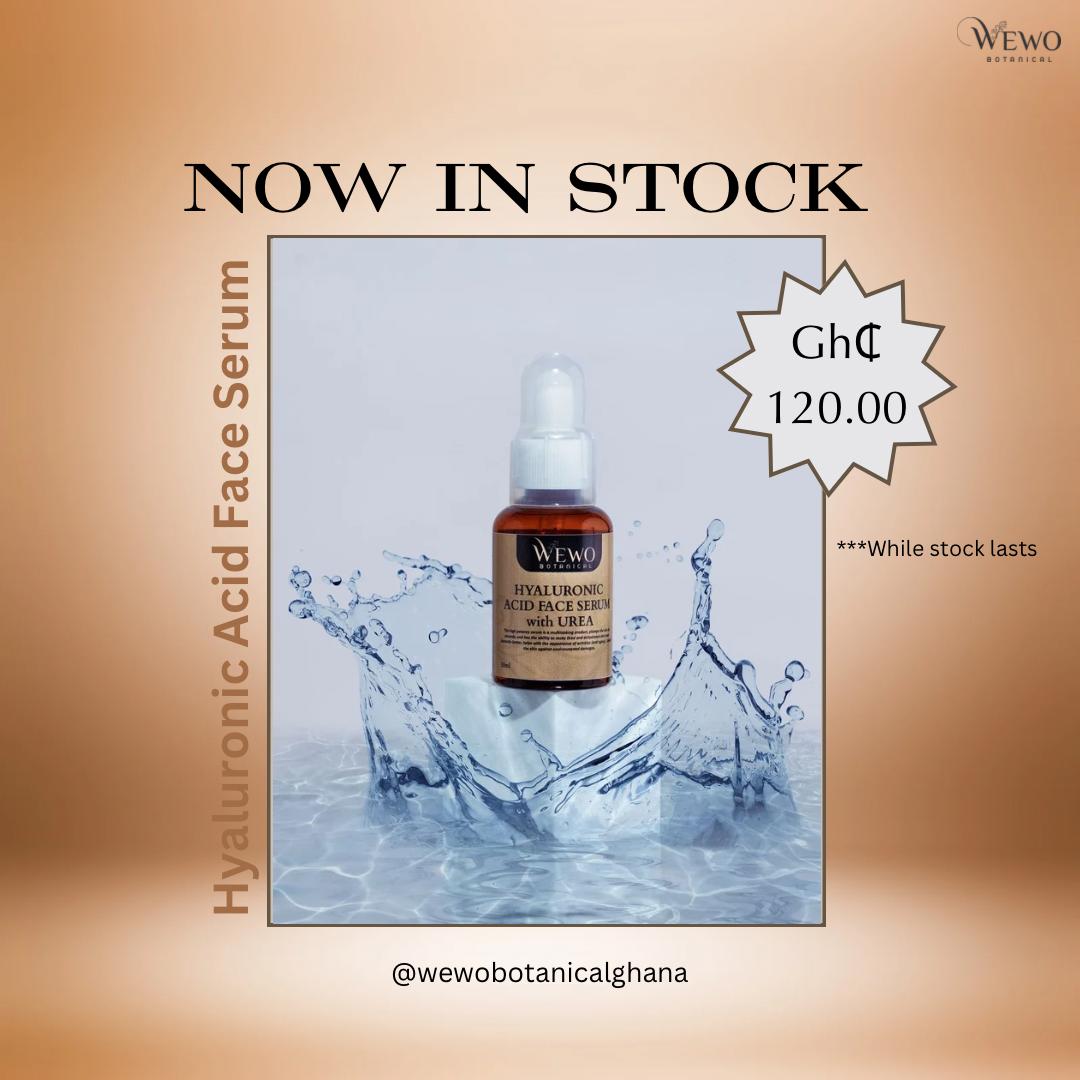 WEWO
BOTANICAL
NOW IN STOCK
Hyaluronic Acid Face Serum
Gh₵
120.00
***While stock lasts
WEWO
BOTANICAL
HYALURONIC
ACID FACE SERUM
with UREA
@wewobotanicalghana